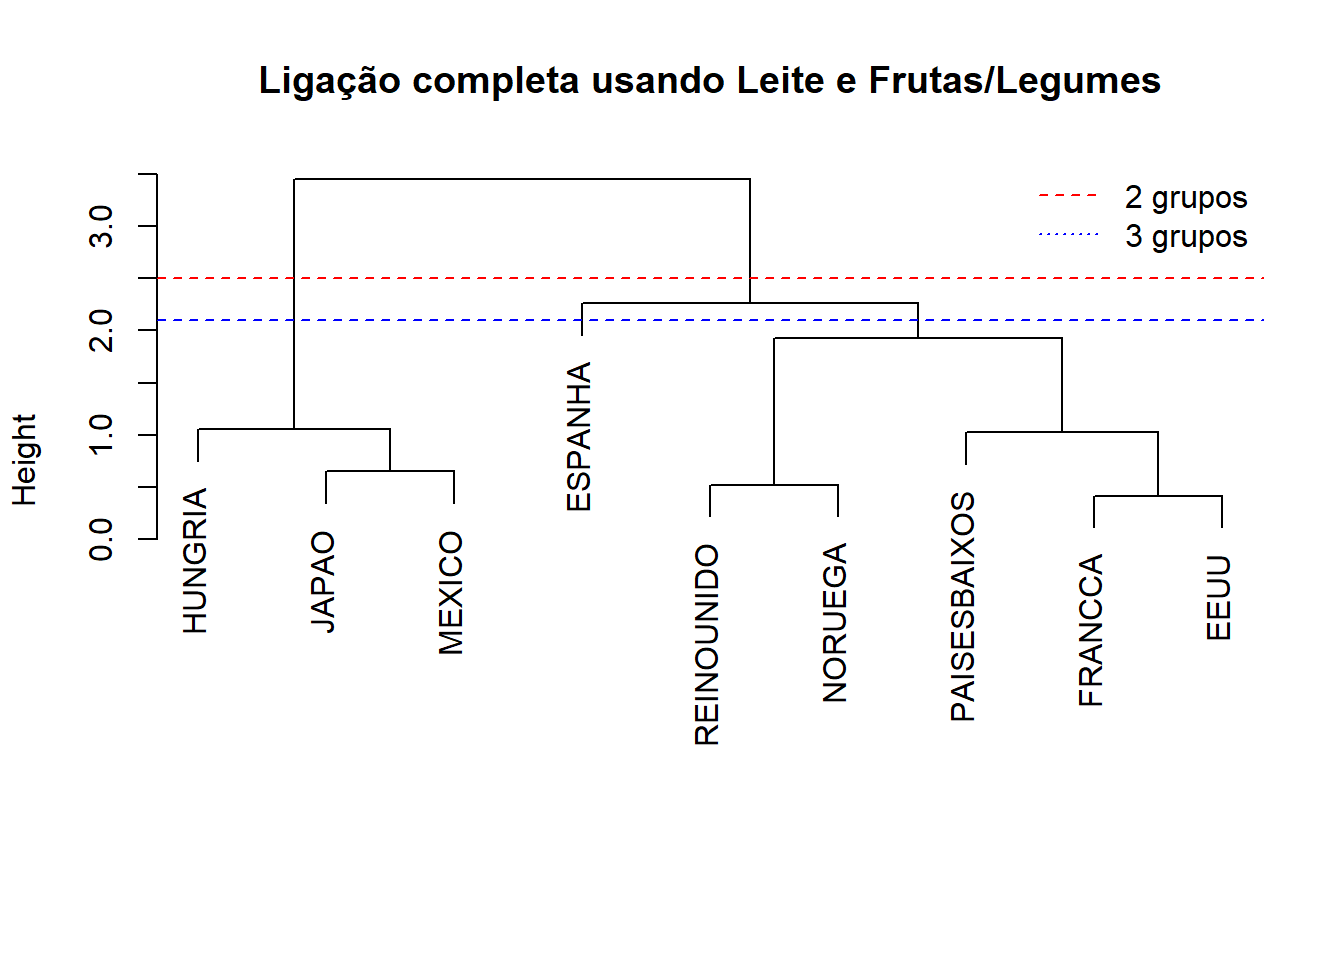 Ligação completa usando Leite e Frutas/Legumes
2 grupos
3 grupos
Height
3.0
2.0
1.0
0.0
HUNGRIA
JAPAO
MEXICO
ESPANHA
REINOUNIDO
NORUEGA
PAISESBAIXOS
FRANCCA
EEUU